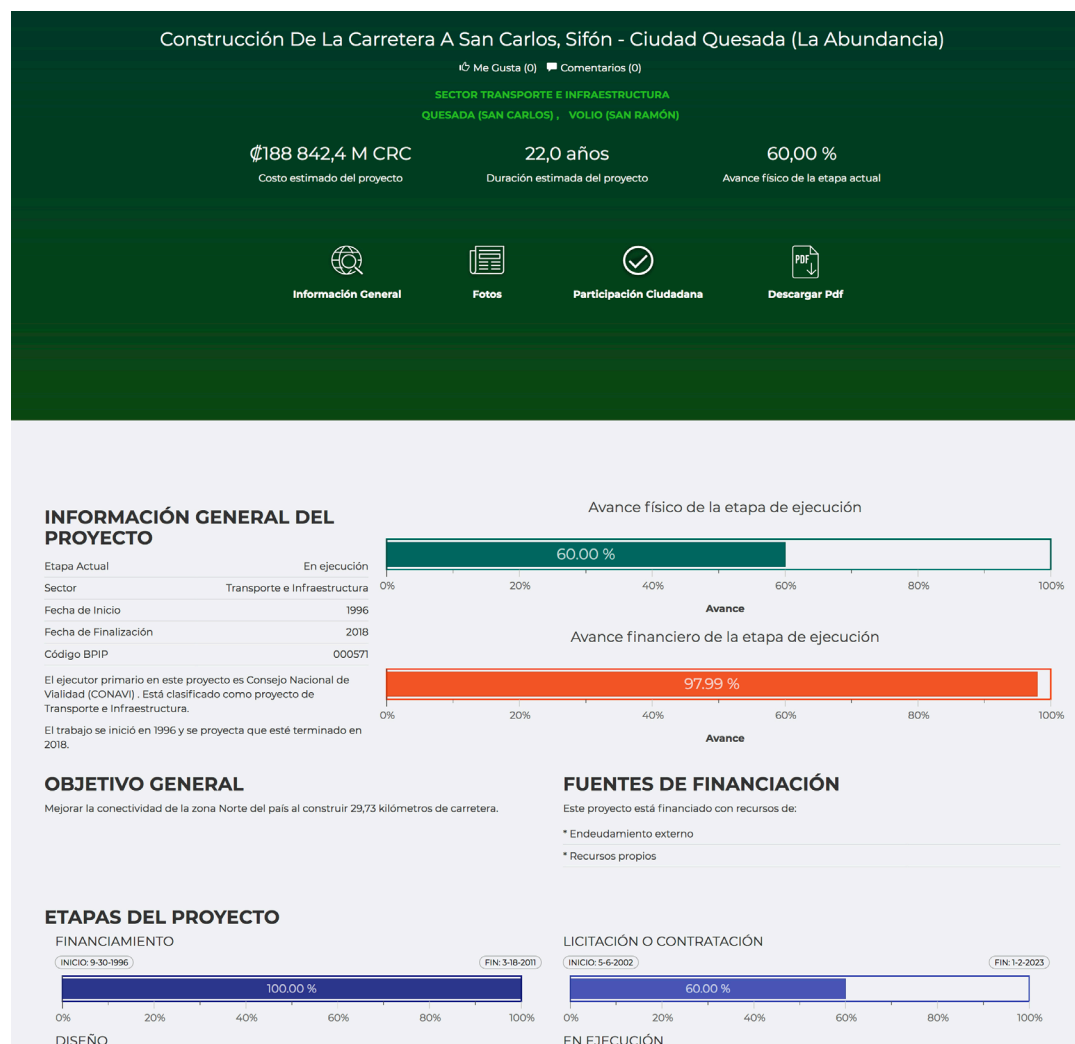 Construcción De La Carretera A San Carlos, Sifón - Ciudad Quesada (La Abundancia)
Me Gusta (0) Comentarios (0)
SECTOR TRANSPORTE E INFRAESTRUCTURA
QUESADA (SAN CARLOS) , VOLIO (SAN RAMÓN)
₡188 842,4 M CRC
Costo estimado del proyecto
22,0 años
Duración estimada del proyecto
60,00 %
Avance físico de la etapa actual
Información General
Fotos
Participación Ciudadana
PDF
Descargar Pdf
INFORMACIÓN GENERAL DEL
PROYECTO
Etapa Actual En ejecución
Sector Transporte e Infraestructura
Fecha de Inicio 1996
Fecha de Finalización 2018
Código BPIP 000571
El ejecutor primario en este proyecto es Consejo Nacional de
Vialidad (CONAVI) . Está clasificado como proyecto de
Transporte e Infraestructura.
El trabajo se inició en 1996 y se proyecta que esté terminado en
2018.
Avance físico de la etapa de ejecución
60.00 %
0% 20% 40% 60% 80% 100%
Avance
Avance financiero de la etapa de ejecución
97.99 %
0% 20% 40% 60% 80% 100%
Avance
OBJETIVO GENERAL
Mejorar la conectividad de la zona Norte del país al construir 29,73 kilómetros de carretera.
FUENTES DE FINANCIACIÓN
Este proyecto está financiado con recursos de:
* Endeudamiento externo
* Recursos propios
ETAPAS DEL PROYECTO
FINANCIAMIENTO
INICIO: 9-30-1996 FIN: 3-18-2011
100.00 %
0% 20% 40% 60% 80% 100%
LICITACIÓN O CONTRATACIÓN
INICIO: 5-6-2002 FIN: 1-2-2023
60.00 %
0% 20% 40% 60% 80% 100%
DISEÑO
EN EJECUCIÓN